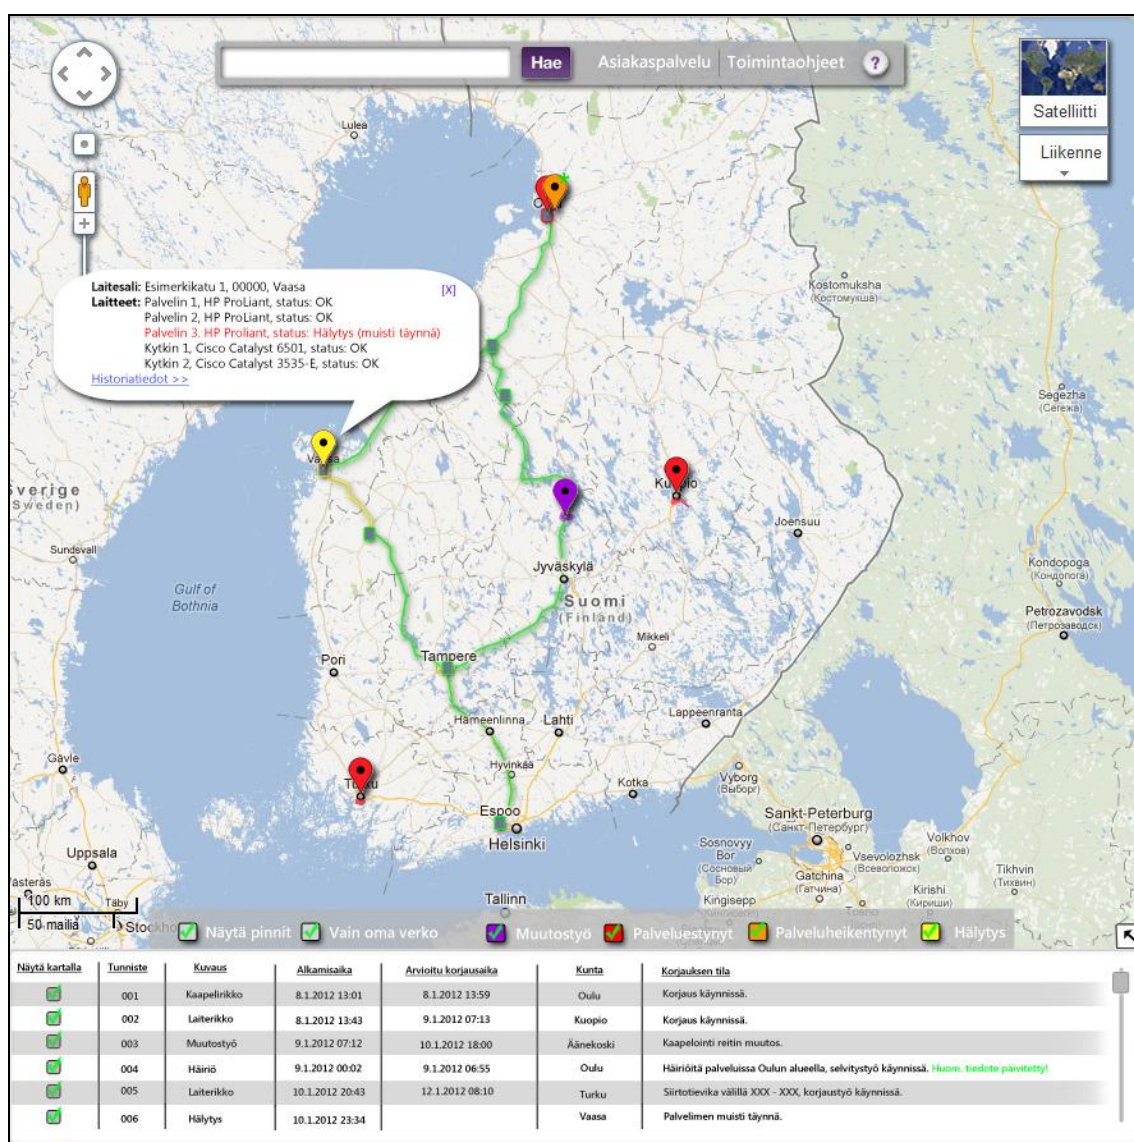 Hae
Asiakaspalvelu
Toimintaohjeet
?
Satelliitti
Liikenne
Lulea
Kostomuksha
(Костомукша)
Laitesali: Esimerkikatu 1, 00000, Vaasa
[X]
Laitteet: Palvelin 1, HP ProLiant, status: OK
Palvelin 2, HP ProLiant, status: OK
Palvelin 3. HP Proliant, status: Hälytys (muisti täynnä)
Kytkin 1, Cisco Catalyst 6501, status: OK
Kytkin 2, Cisco Catalyst 3535-E, status: OK
Historiatiedot >>
Segezha
(Сегежа)
Sverige
(Sweden)
Joensuu
Sundsvall
Kondopoga
(Кондопога)
Jyväskylä
Gulf of
Bothnia
Suomi
(Finland)
Petrozavodsk
(Петрозаводск)
Mikkeli
Tampere
Pori
Lappeenranta
Hämeenlinna
Lahti
Gävle
Hyvinkää
Kotka
Vyborg
(Выборг)
Espoo
Helsinki
Sankt-Peterburg
(Санкт-Петербург)
Uppsala
Sosnovyy
Bor
(Сосновый
Бор)
Vsevolozhsk
(Всеволожск)
Volkhov
(Волхов)
Gatchina
(Гатчина)
Tikhvin
(Тихвин)
Kirishi
(Кириши)
Västerås
Täby
Tallinn
Kingisepp
100 km
50 mailia
Näytä pinnit
Vain oma verko
Muutostyö
Palveluestynyt
Palveluheikentynyt
Hälytys
Näytä kartalla Tunniste Kuvaus Alkamisaika Arvioitu korjausaika Kunta Korjauksen tila
001 Kaapelirikko 8.1.2012 13:01 8.1.2012 13:59 Oulu Korjaus käynnissä.
002 Laiterikko 8.1.2012 13:43 9.1.2012 07:13 Kuopio Korjaus käynnissä.
003 Muutostyö 9.1.2012 07:12 10.1.2012 18:00 Äänekoski Kaapelointi reitin muutos.
004 Häiriö 9.1.2012 00:02 9.1.2012 06:55 Oulu Häiriöitä palveluissa Oulun alueella, selvitystyö käynnissä. Huom. tiedote päivitetty!
005 Laiterikko 10.1.2012 20:43 12.1.2012 08:10 Turku Siirtotievika välillä XXX - XXX, korjaustyö käynnissä.
006 Hälytys 10.1.2012 23:34 Vaasa Palvelimen muisti täynnä.